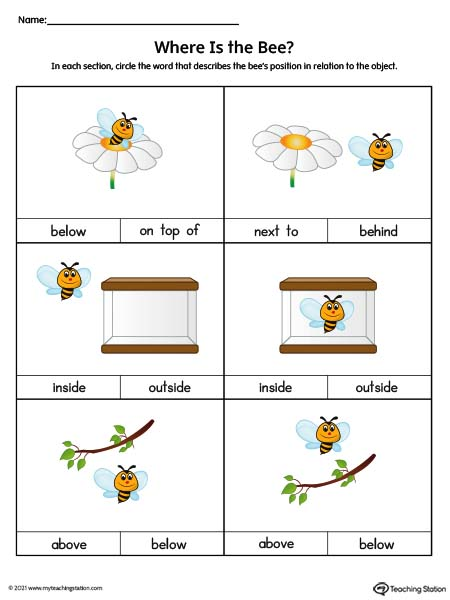 Name:
Where Is the Bee?
In each section, circle the word that describes the bee's position in relation to the object.
below on top of next to behind
inside outside inside outside
above below above below
© 2021 www.myteachingstation.com Teaching Station